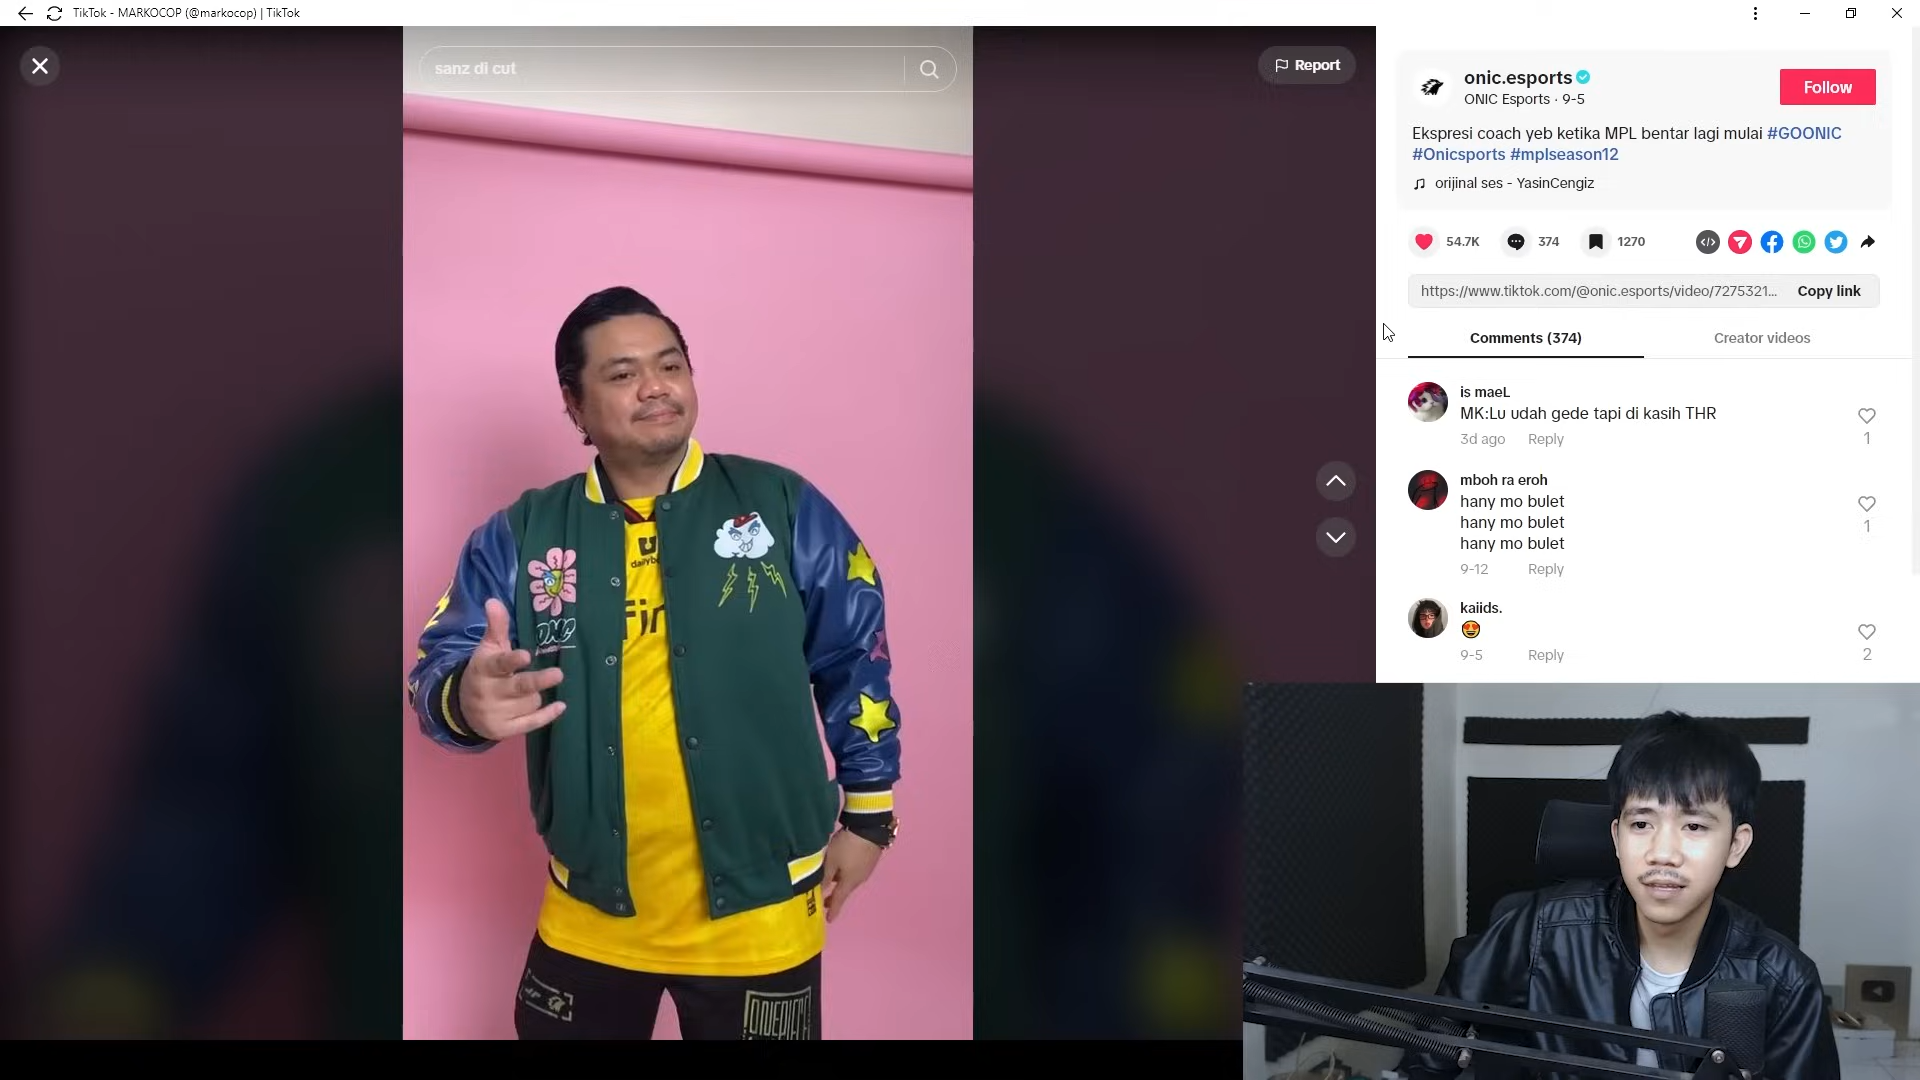 TikTok - MARKOCOP (@markocop) | TikTok
sanz di cut
Report
onic.esports
ONIC Esports · 9-5
Follow
Ekspresi coach yeb ketika MPL bentar lagi mulai #GOONIC
#Onicsports #mplseason12
orijinal ses - YasinCengiz
54.7K
374
1270
https://www.tiktok.com/@onic.esports/video/7275321...
Copy link
Comments (374)
Creator videos
is maeL
MK:Lu udah gede tapi di kasih THR
3d ago
Reply
1
mboh ra eroh
hany mo bulet
hany mo bulet
hany mo bulet
9-12
Reply
1
kaiids.
😍
9-5
Reply
2